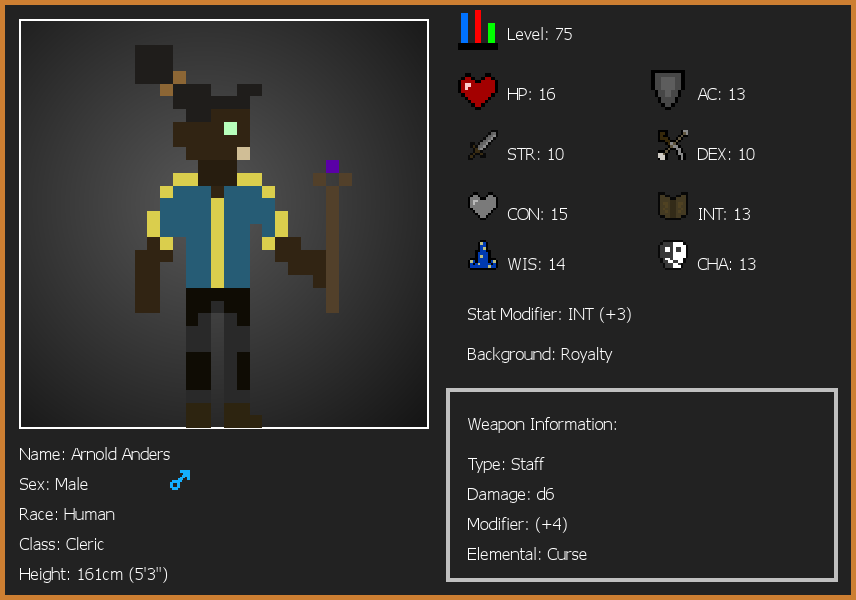 Level: 75
HP: 16
AC: 13
STR: 10
DEX: 10
CON: 15
INT: 13
WIS: 14
CHA: 13
Stat Modifier: INT (+3)
Background: Royalty
Weapon Information:
Type: Staff
Damage: d6
Modifier: (+4)
Elemental: Curse
Name: Arnold Anders
Sex: Male
Race: Human
Class: Cleric
Height: 161cm (5'3")